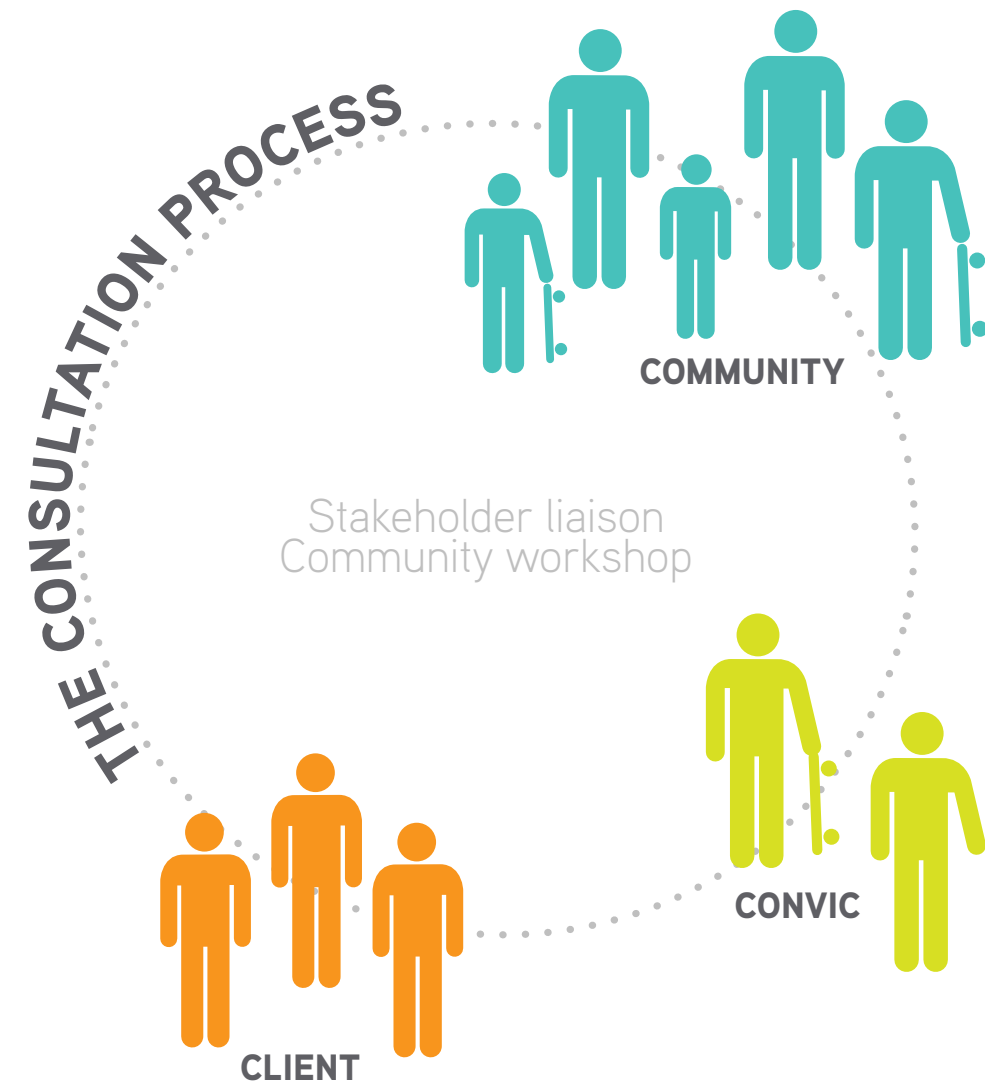 THE CONSULTATION PROCESS
COMMUNITY
Stakeholder liaison
Community workshop
CONVIC
CLIENT